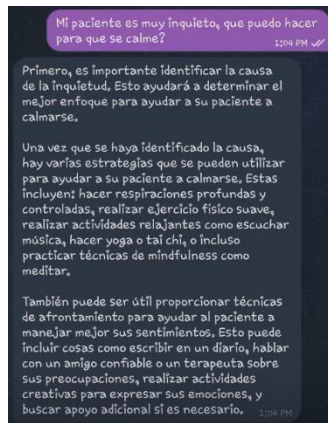 Mi paciente es muy inquieto, que puedo hacer
para que se calme?
1:04 PM
Primero, es importante identificar la causa
de la inquietud. Esto ayudará a determinar el
mejor enfoque para ayudar a su paciente a
calmarse.
Una vez que se haya identificado la causa,
hay varias estrategias que se pueden utilizar
para ayudar a su paciente a calmarse. Estas
incluyen: hacer respiraciones profundas y
controladas, realizar ejercicio físico suave,
realizar actividades relajantes como escuchar
música, hacer yoga o tai chi, o incluso
practicar técnicas de mindfulness como
meditar.
También puede ser útil proporcionar técnicas
de afrontamiento para ayudar al paciente a
manejar mejor sus sentimientos. Esto puede
incluir cosas como escribir en un diario, hablar
con un amigo confiable o un terapeuta sobre
sus preocupaciones, realizar actividades
creativas para expresar sus emociones, y
buscar apoyo adicional si es necesario.
1:04 PM